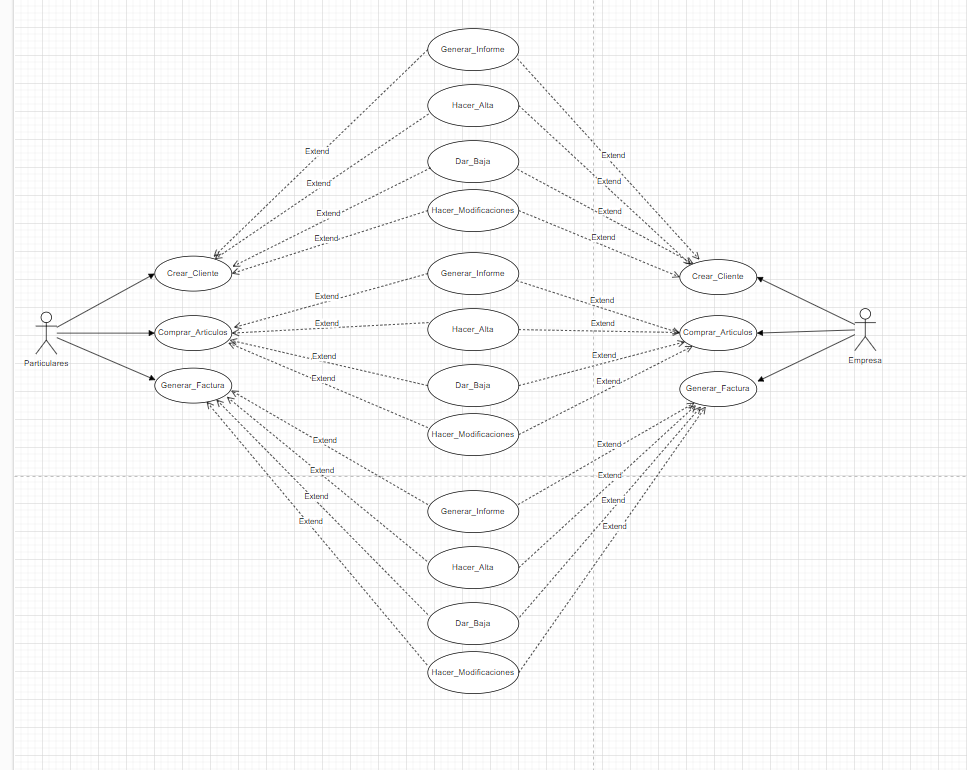 Generar_Informe
Extend
Extend
Hacer_Alta
Extend
Extend
Dar_Baja
Extend
Extend
Hacer_Modificaciones
Extend
Extend
Crear_Cliente
Generar_Informe
Crear_Cliente
Extend
Extend
Comprar_Articulos
Extend
Hacer_Alta
Extend
Comprar_Articulos
Particulares
Empresa
Extend
Extend
Generar_Factura
Extend
Dar_Baja
Extend
Generar_Factura
Hacer_Modificaciones
Extend
Extend
Extend
Extend
Extend
Extend
Generar_Informe
Extend
Extend
Hacer_Alta
Dar_Baja
Hacer_Modificaciones